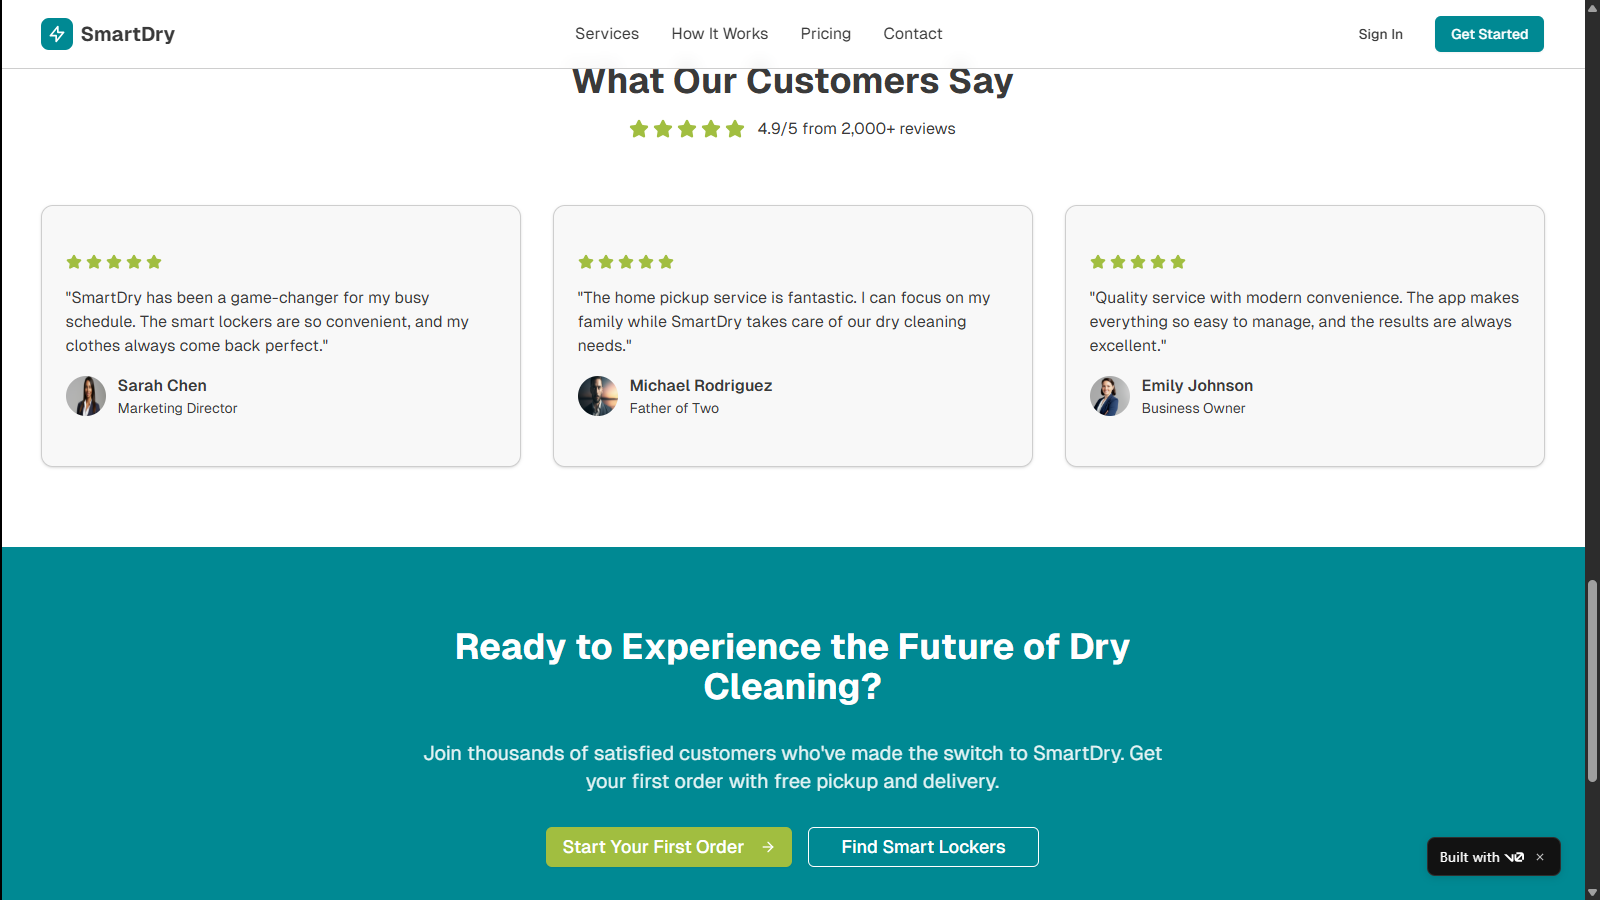 SmartDry
Services
How It Works
Pricing
Contact
Sign In
Get Started
What Our Customers Say
4.9/5 from 2,000+ reviews
"SmartDry has been a game-changer for my busy
schedule. The smart lockers are so convenient, and my
clothes always come back perfect."
Sarah Chen
Marketing Director
"The home pickup service is fantastic. I can focus on my
family while SmartDry takes care of our dry cleaning
needs."
Michael Rodriguez
Father of Two
"Quality service with modern convenience. The app makes
everything so easy to manage, and the results are always
excellent."
Emily Johnson
Business Owner
Ready to Experience the Future of Dry
Cleaning?
Join thousands of satisfied customers who've made the switch to SmartDry. Get
your first order with free pickup and delivery.
Start Your First Order →
Find Smart Lockers
Built with v0 ×